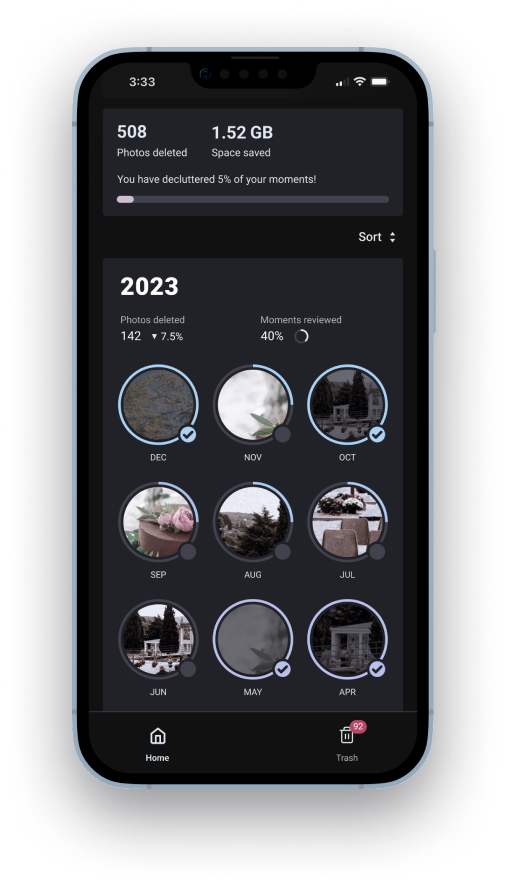 3:33
508 1.52 GB
Photos deleted Space saved
You have decluttered 5% of your moments!
Sort
2023
Photos deleted Moments reviewed
142 ▼ 7.5% 40%
DEC NOV OCT
SEP AUG JUL
JUN MAY APR
92
Home Trash